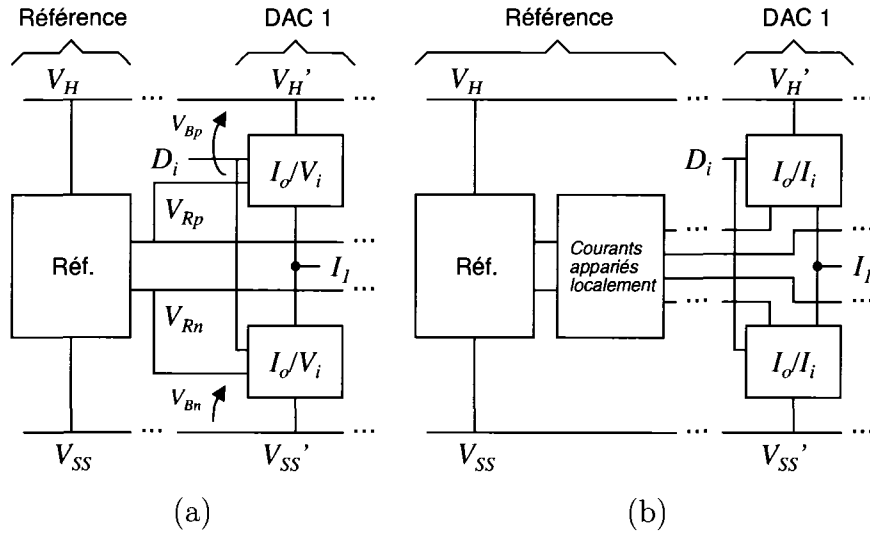 Référence DAC 1
V_H ... V_H' ...
V_Bp
D_i
I_o/V_i
V_Rp
...
Réf.
I_1
...
V_Rn
I_o/V_i
V_Bn
... ...
V_SS V_SS'
(a)
Référence DAC 1
V_H ... V_H' ...
D_i
I_o/I_i
... ...
Réf.
Courants
appariés
localement
I_1
... ...
I_o/I_i
... ...
V_SS V_SS'
(b)